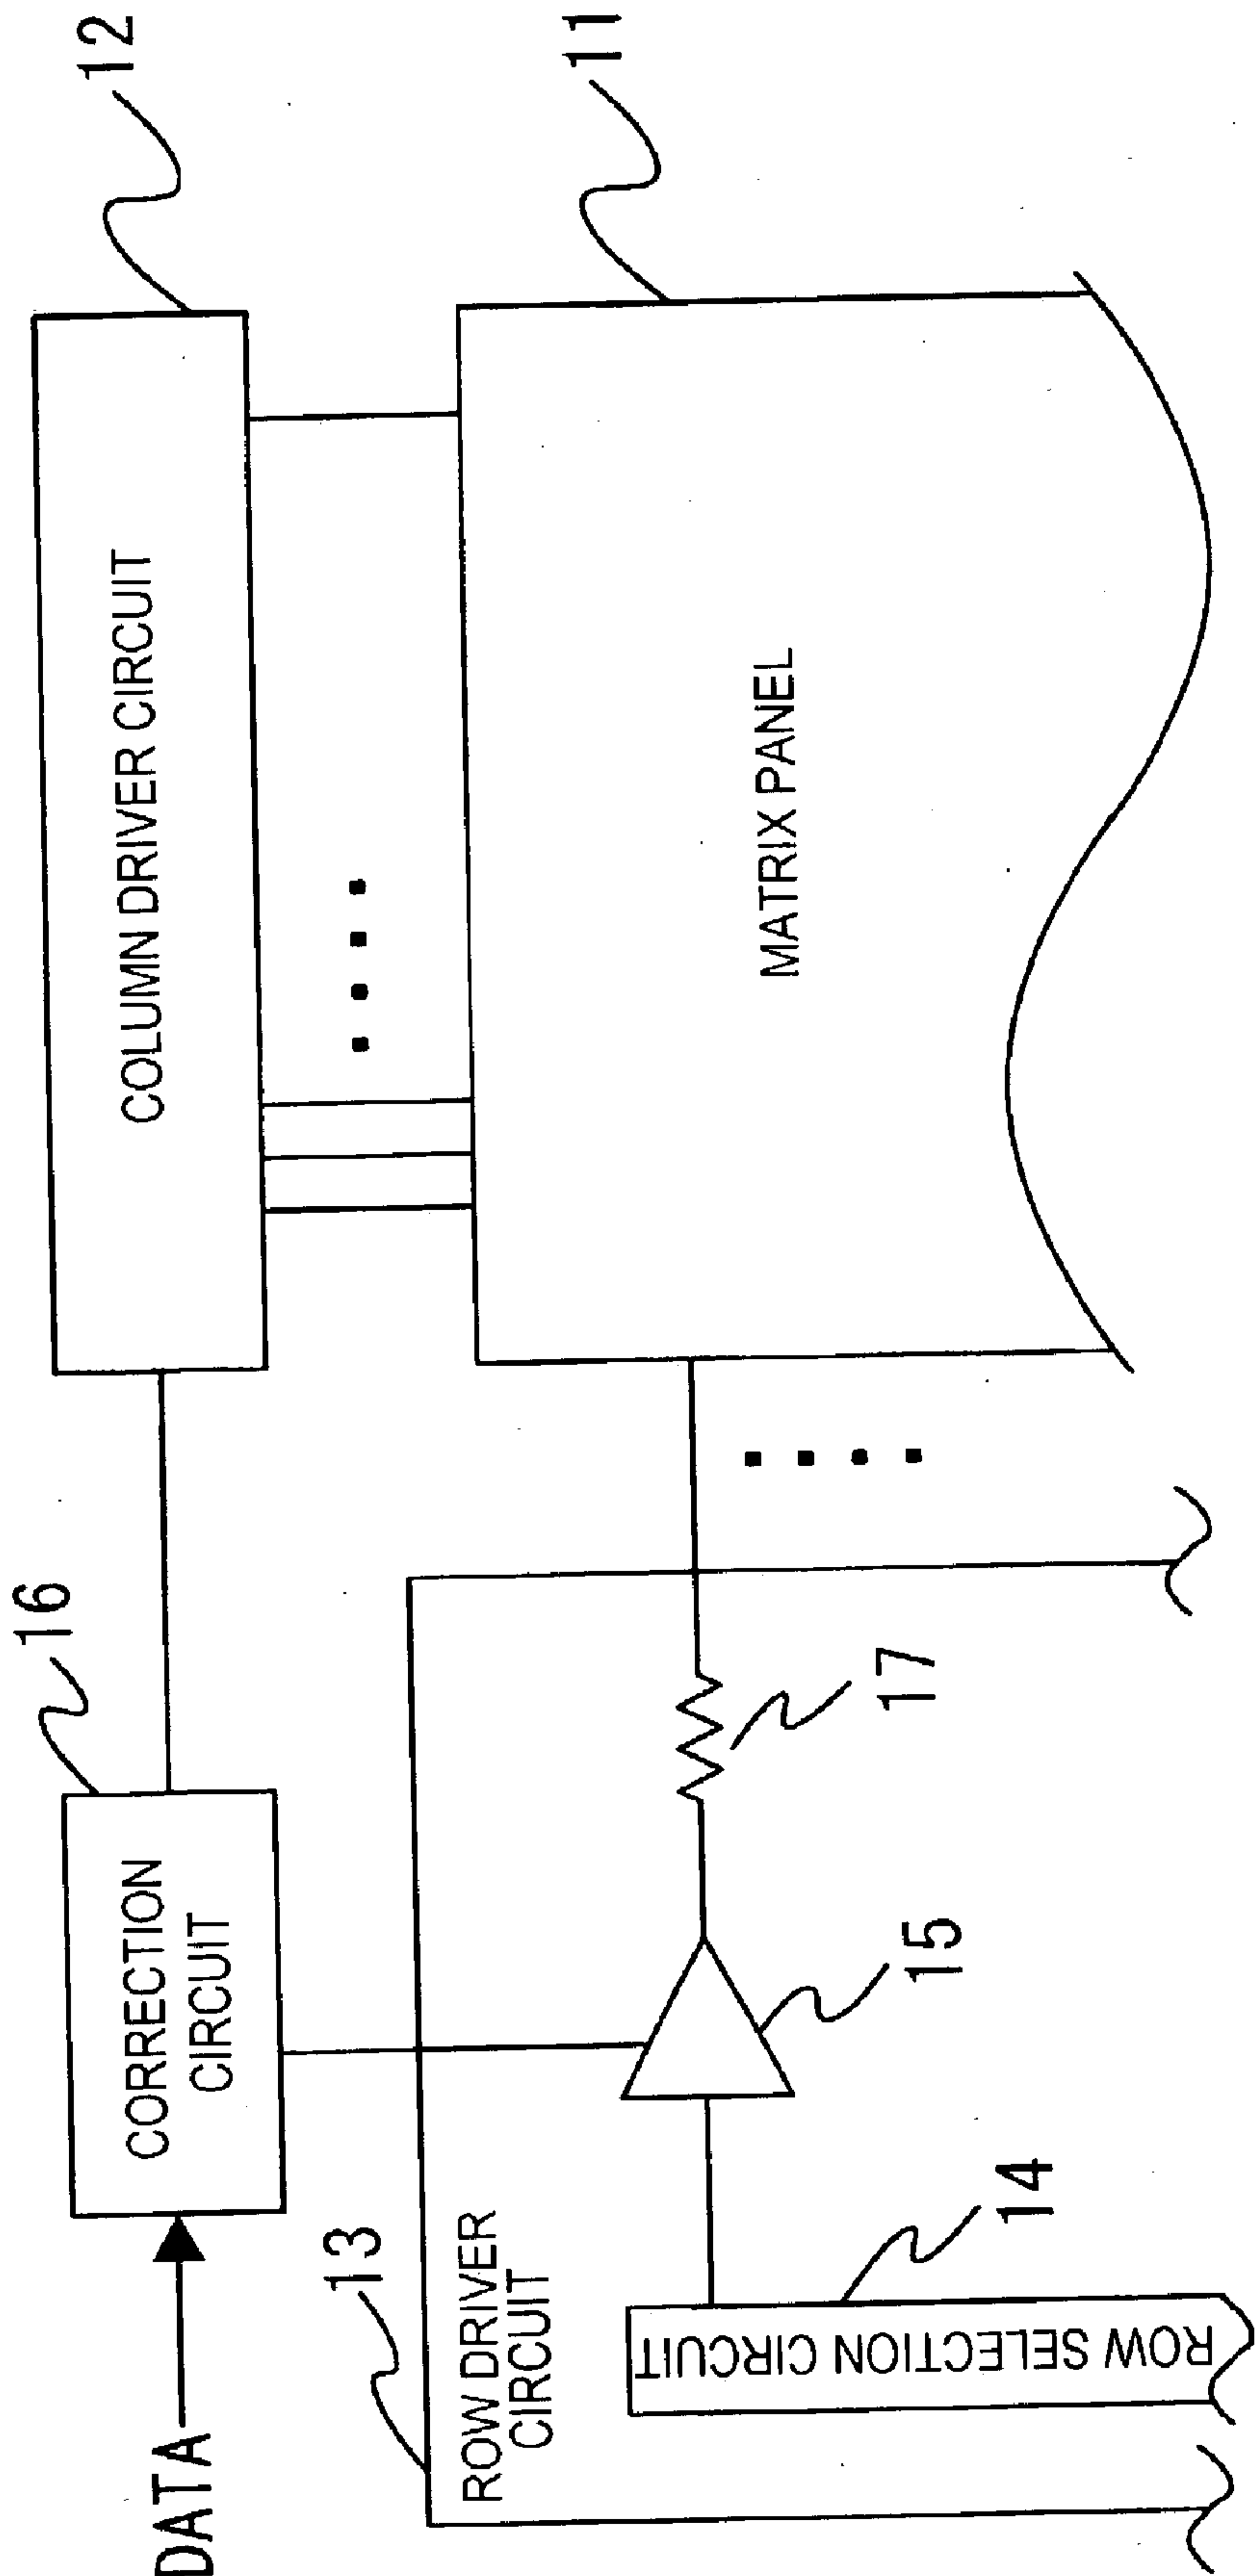 DATA
CORRECTION
CIRCUIT
16
COLUMN DRIVER CIRCUIT
12
13
ROW DRIVER
CIRCUIT
ROW SELECTION CIRCUIT
14
15
17
MATRIX PANEL
11